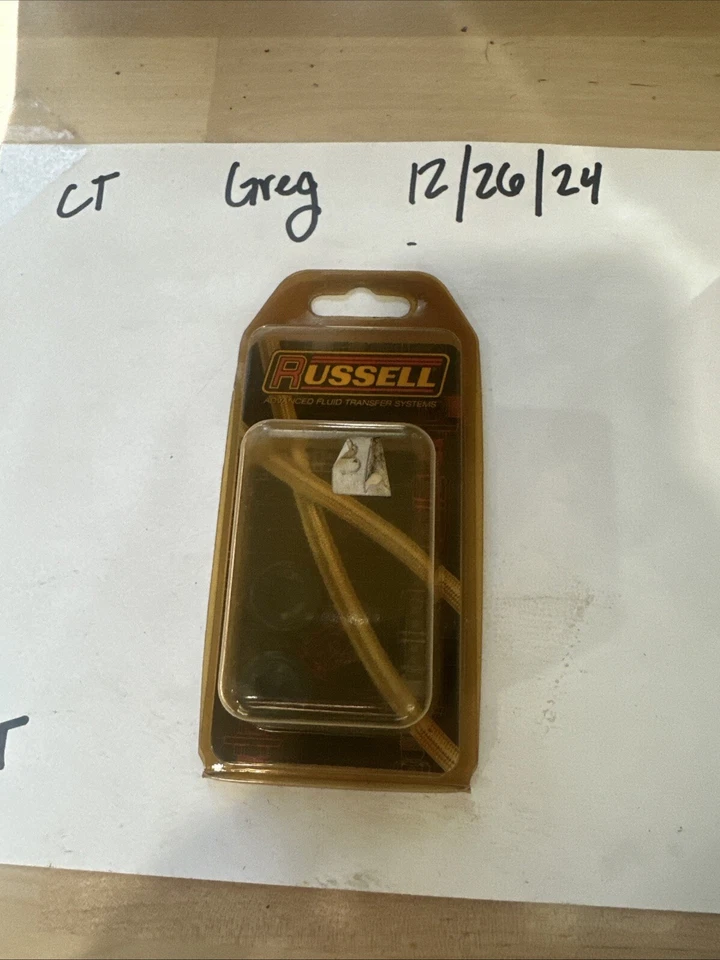 CT Greg 12/26/24
RUSSELL
ADVANCED FLUID TRANSFER SYSTEMS
T